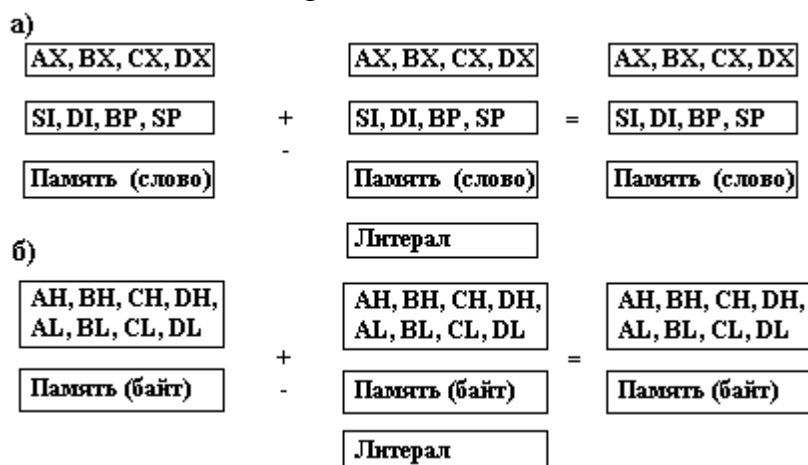 а)
AX, BX, CX, DX AX, BX, CX, DX AX, BX, CX, DX
SI, DI, BP, SP + SI, DI, BP, SP = SI, DI, BP, SP
-
Память (слово) Память (слово) Память (слово)
Литерал
б)
AH, BH, CH, DH, AH, BH, CH, DH, AH, BH, CH, DH,
AL, BL, CL, DL AL, BL, CL, DL AL, BL, CL, DL
+ =
Память (байт) - Память (байт) Память (байт)
Литерал